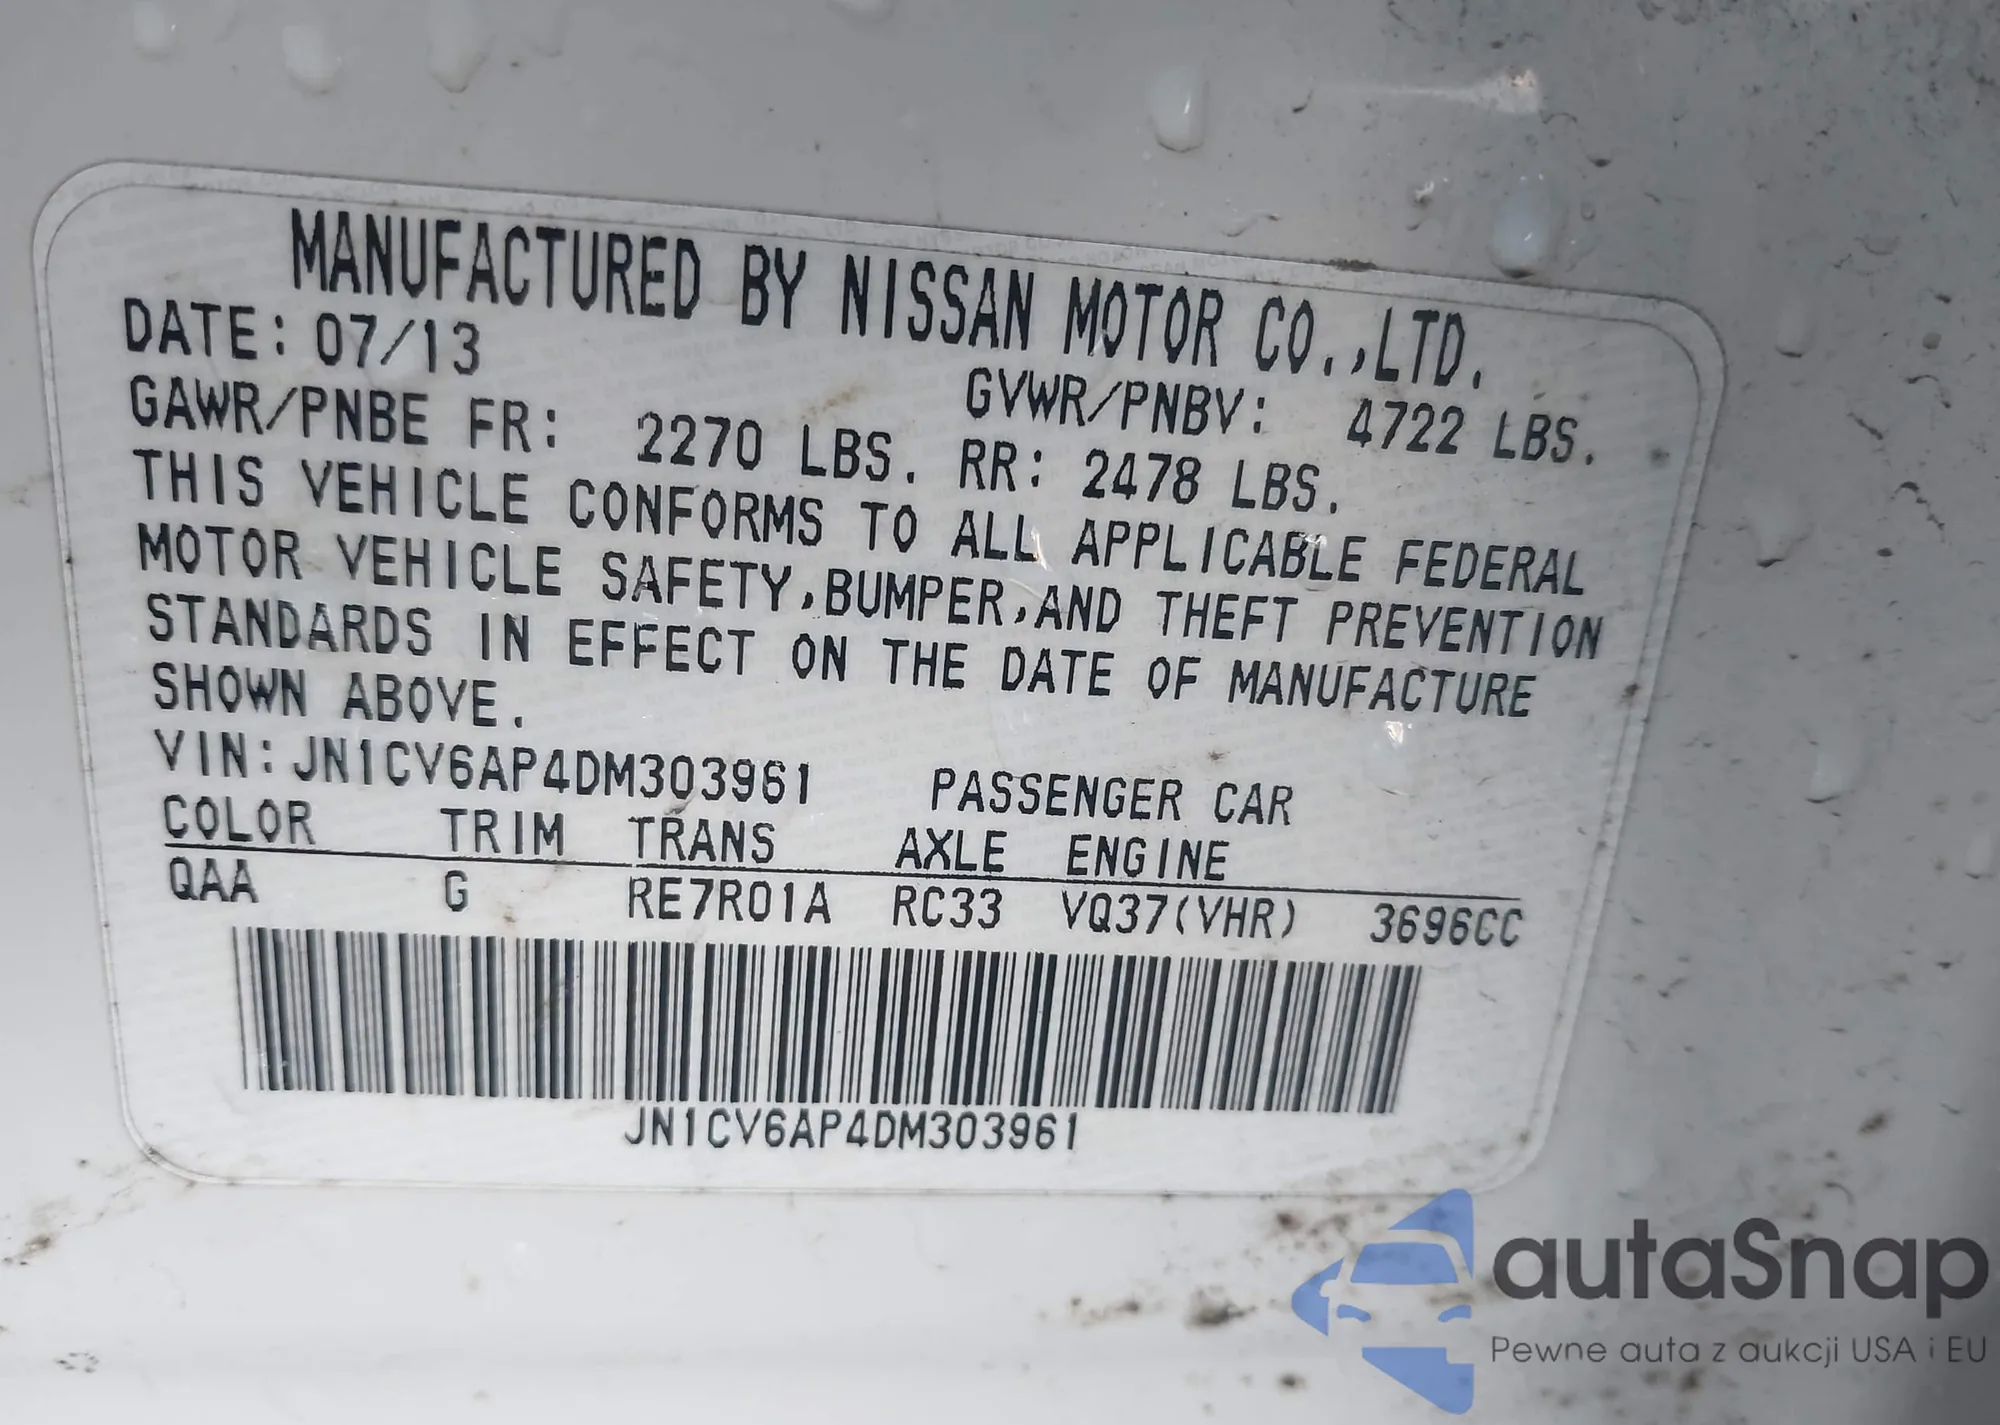 MANUFACTURED BY NISSAN MOTOR CO.,LTD.
DATE: 07/13 GVWR/PNBV: 4722 LBS.
GAWR/PNBE FR: 2270 LBS. RR: 2478 LBS.
THIS VEHICLE CONFORMS TO ALL APPLICABLE FEDERAL
MOTOR VEHICLE SAFETY,BUMPER,AND THEFT PREVENTION
STANDARDS IN EFFECT ON THE DATE OF MANUFACTURE
SHOWN ABOVE.
VIN:JN1CV6AP4DM303961 PASSENGER CAR
COLOR TRIM TRANS AXLE ENGINE
QAA G RE7R01A RC33 VQ37(VHR) 3696CC
JN1CV6AP4DM303961
autaSnap
Pewne auta z aukcji USA i EU